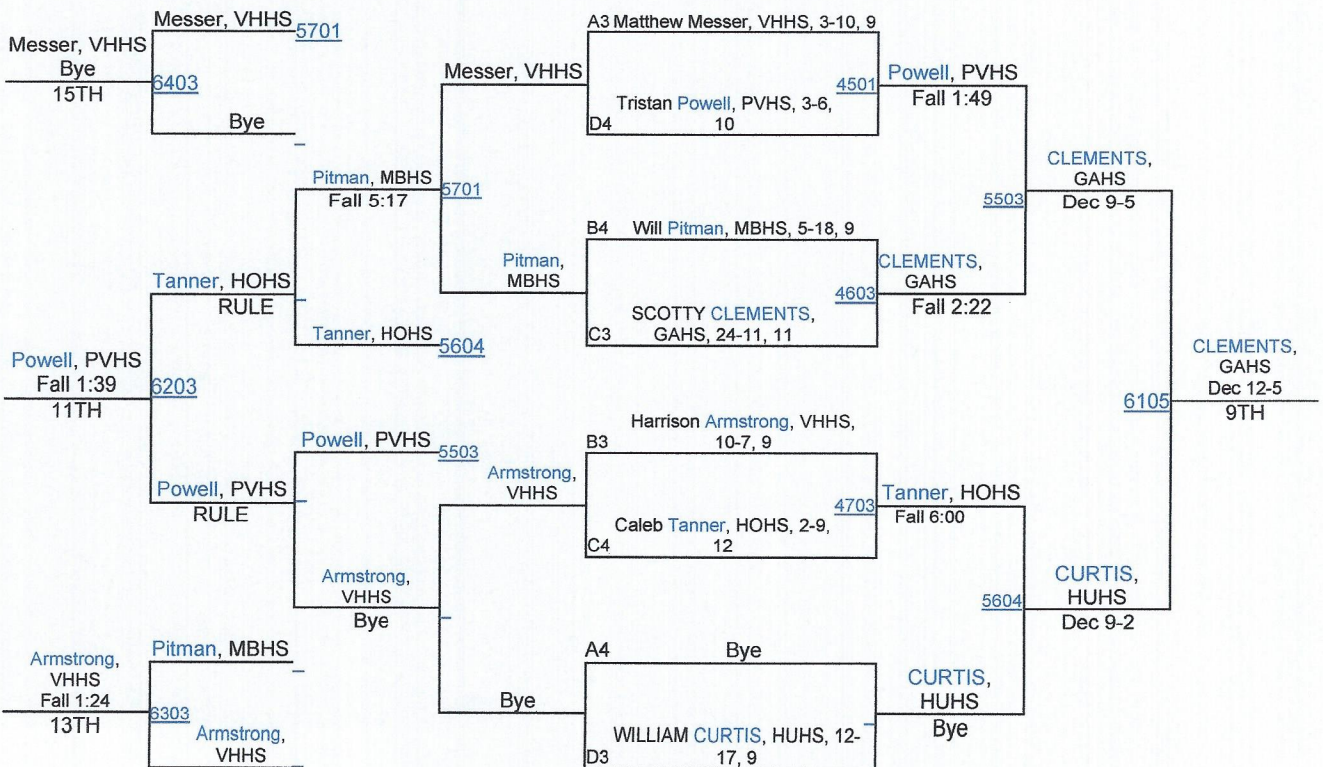 Messer, VHHS
5701
Messer, VHHS
Bye
15TH
6403
Bye
Pitman, MBHS
Fall 5:17
5701
Tanner, HOHS
RULE
Tanner, HOHS
5604
Powell, PVHS
Fall 1:39
11TH
6203
Powell, PVHS
5503
Powell, PVHS
RULE
Armstrong,
VHHS
Bye
Armstrong,
VHHS
Fall 1:24
13TH
6303
Pitman, MBHS
Armstrong,
VHHS
Messer, VHHS
Pitman,
MBHS
Armstrong,
VHHS
Bye
A3 Matthew Messer, VHHS, 3-10, 9
4501
Tristan Powell, PVHS, 3-6,
D4 10
B4 Will Pitman, MBHS, 5-18, 9
4603
SCOTTY CLEMENTS,
C3 GAHS, 24-11, 11
Harrison Armstrong, VHHS,
B3 10-7, 9
4703
Caleb Tanner, HOHS, 2-9,
C4 12
A4 Bye
WILLIAM CURTIS, HUHS, 12-
D3 17, 9
Powell, PVHS
Fall 1:49
CLEMENTS,
GAHS
Fall 2:22
Tanner, HOHS
Fall 6:00
CURTIS,
HUHS
Bye
5503
CLEMENTS,
GAHS
Dec 9-5
5604
CURTIS,
HUHS
Dec 9-2
6105
CLEMENTS,
GAHS
Dec 12-5
9TH